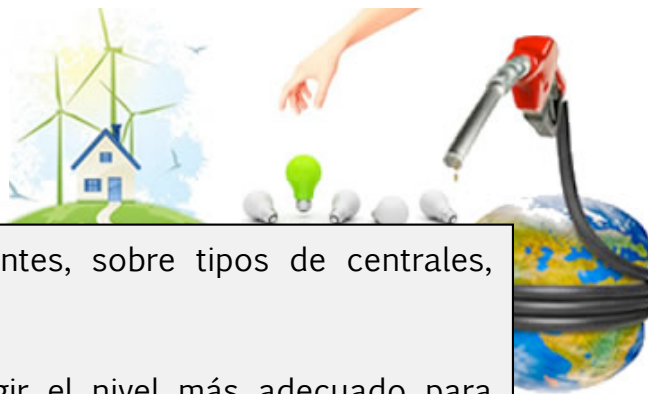 ntes, sobre tipos de centrales,
gir el nivel más adecuado para